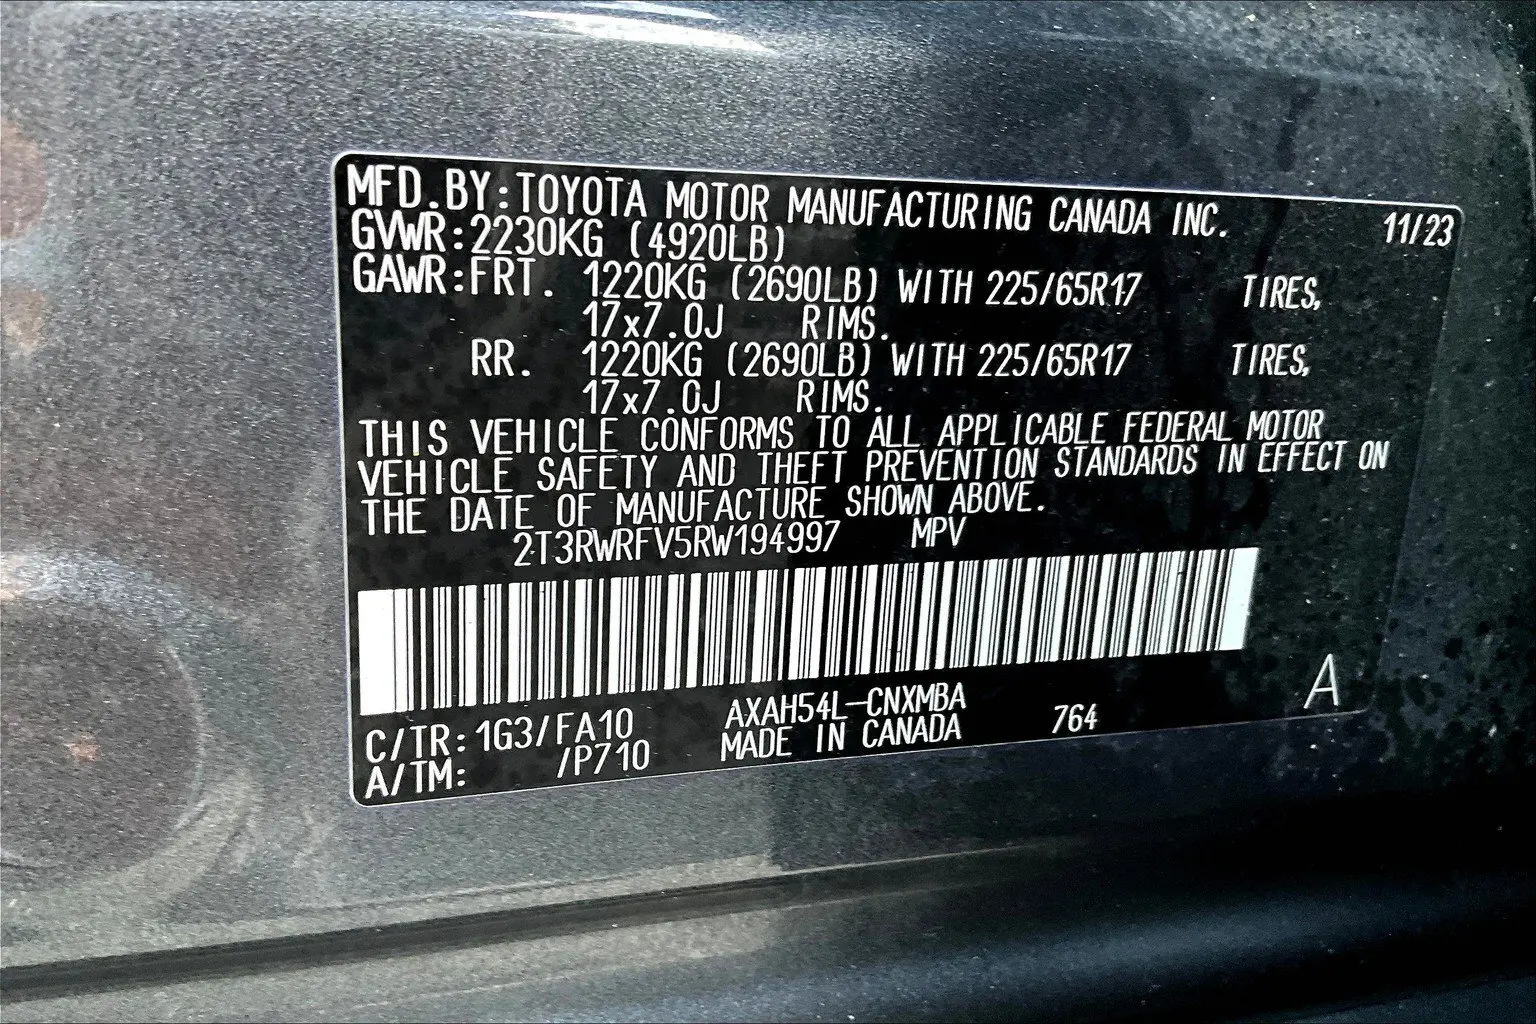 MFD.BY:TOYOTA MOTOR MANUFACTURING CANADA INC. 11/23
GVWR:2230KG (4920LB)
GAWR:FRT. 1220KG (2690LB) WITH 225/65R17 TIRES,
17x7.0J RIMS.
RR. 1220KG (2690LB) WITH 225/65R17 TIRES,
17x7.0J RIMS.
THIS VEHICLE CONFORMS TO ALL APPLICABLE FEDERAL MOTOR
VEHICLE SAFETY AND THEFT PREVENTION STANDARDS IN EFFECT ON
THE DATE OF MANUFACTURE SHOWN ABOVE.
2T3RWRFV5RW194997 MPV
C/TR:1G3/FA10 AXAH54L-CNXMBA 764 A
A/TM: /P710 MADE IN CANADA